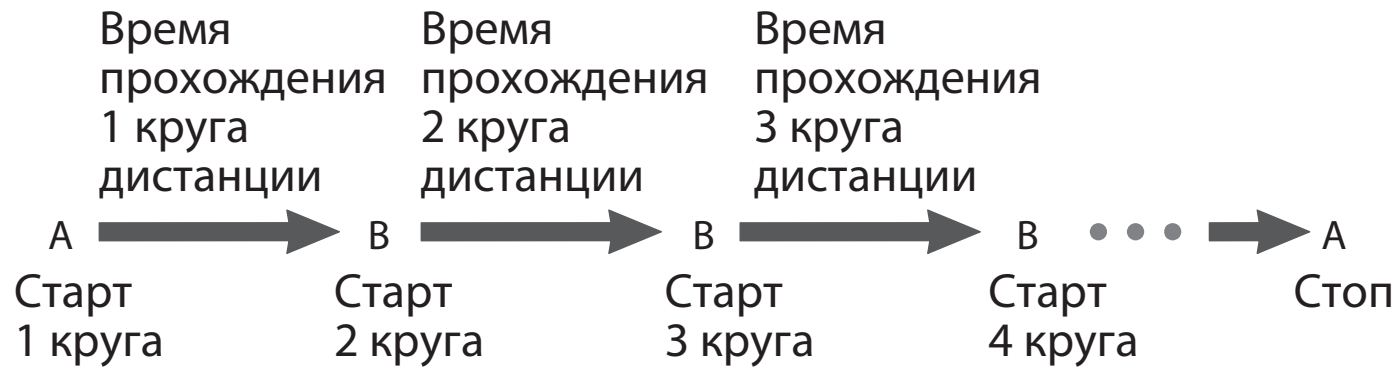 Время
прохождения
1 круга
дистанции
Время
прохождения
2 круга
дистанции
Время
прохождения
3 круга
дистанции
A B B B A
Старт
1 круга
Старт
2 круга
Старт
3 круга
Старт
4 круга
Стоп